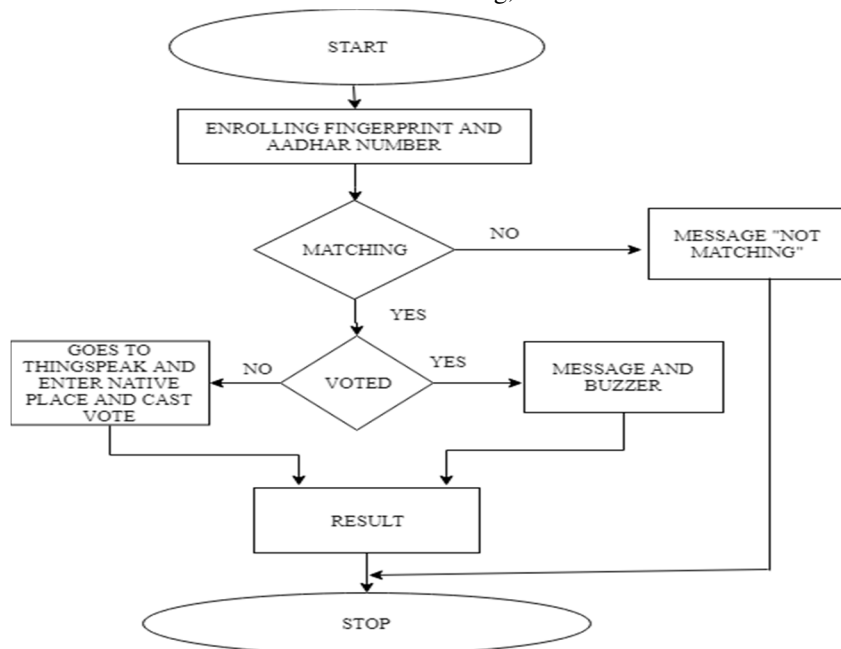 START
ENROLLING FINGERPRINT AND
AADHAR NUMBER
MATCHING
NO
MESSAGE "NOT
MATCHING"
YES
GOES TO
THINGSPEAK AND
ENTER NATIVE
PLACE AND CAST
VOTE
NO
VOTED
YES
MESSAGE AND
BUZZER
RESULT
STOP